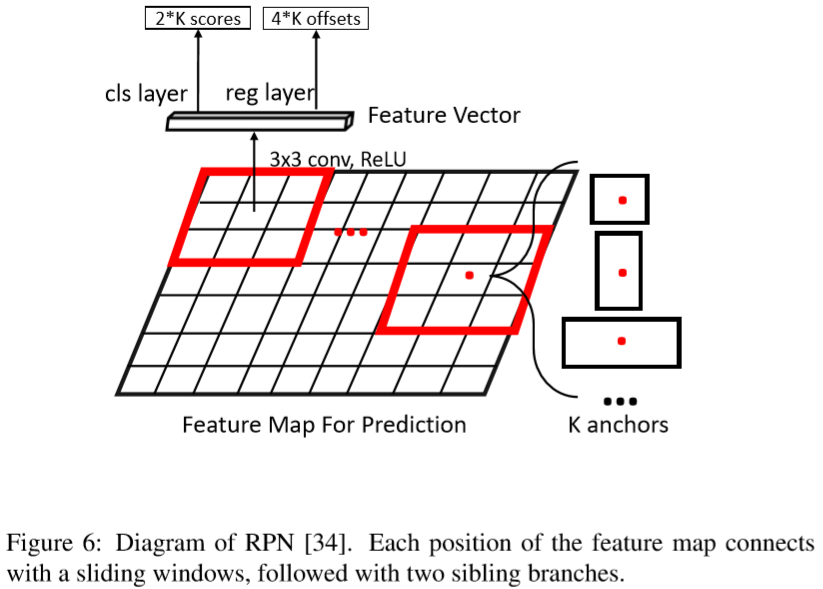 2*K scores
4*K offsets
cls layer
reg layer
Feature Vector
3x3 conv, ReLU
Feature Map For Prediction
K anchors
Figure 6: Diagram of RPN [34]. Each position of the feature map connects
with a sliding windows, followed with two sibling branches.